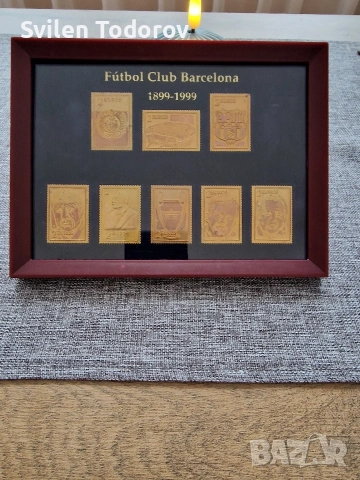 Svilen Todorov
Fútbol Club Barcelona
1899-1999
BAZAR